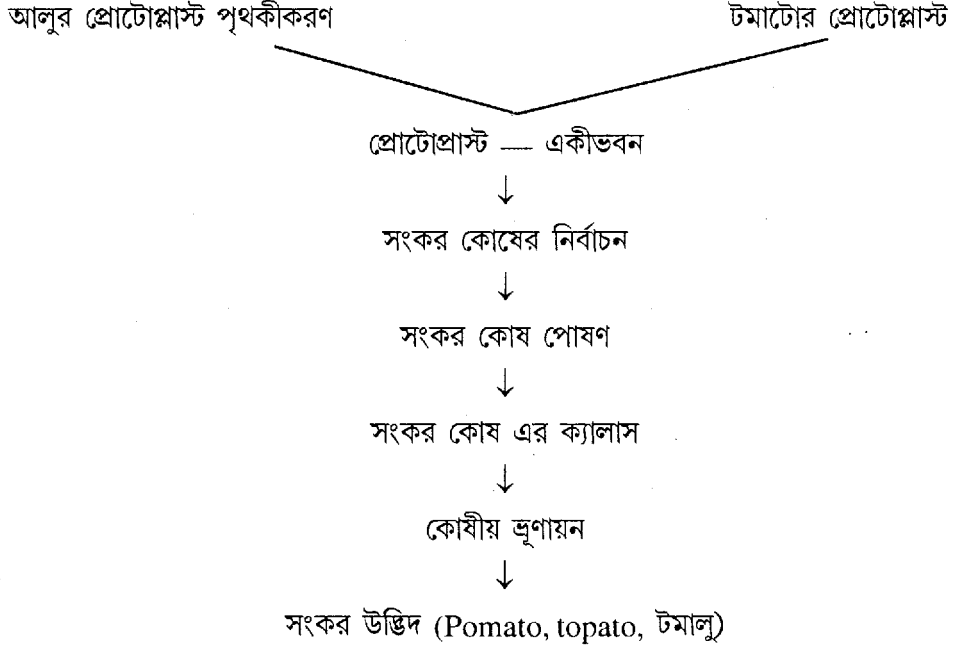 আলুর প্রোটোপ্লাস্ট পৃথকীকরণ টমাটোর প্রোটোপ্লাস্ট
প্রোটোপ্রাস্ট — একীভবন
↓
সংকর কোষের নির্বাচন
↓
সংকর কোষ পোষণ
↓
সংকর কোষ এর ক্যালাস
↓
কোষীয় ভ্রূণায়ন
↓
সংকর উদ্ভিদ (Pomato, topato, টমালু)